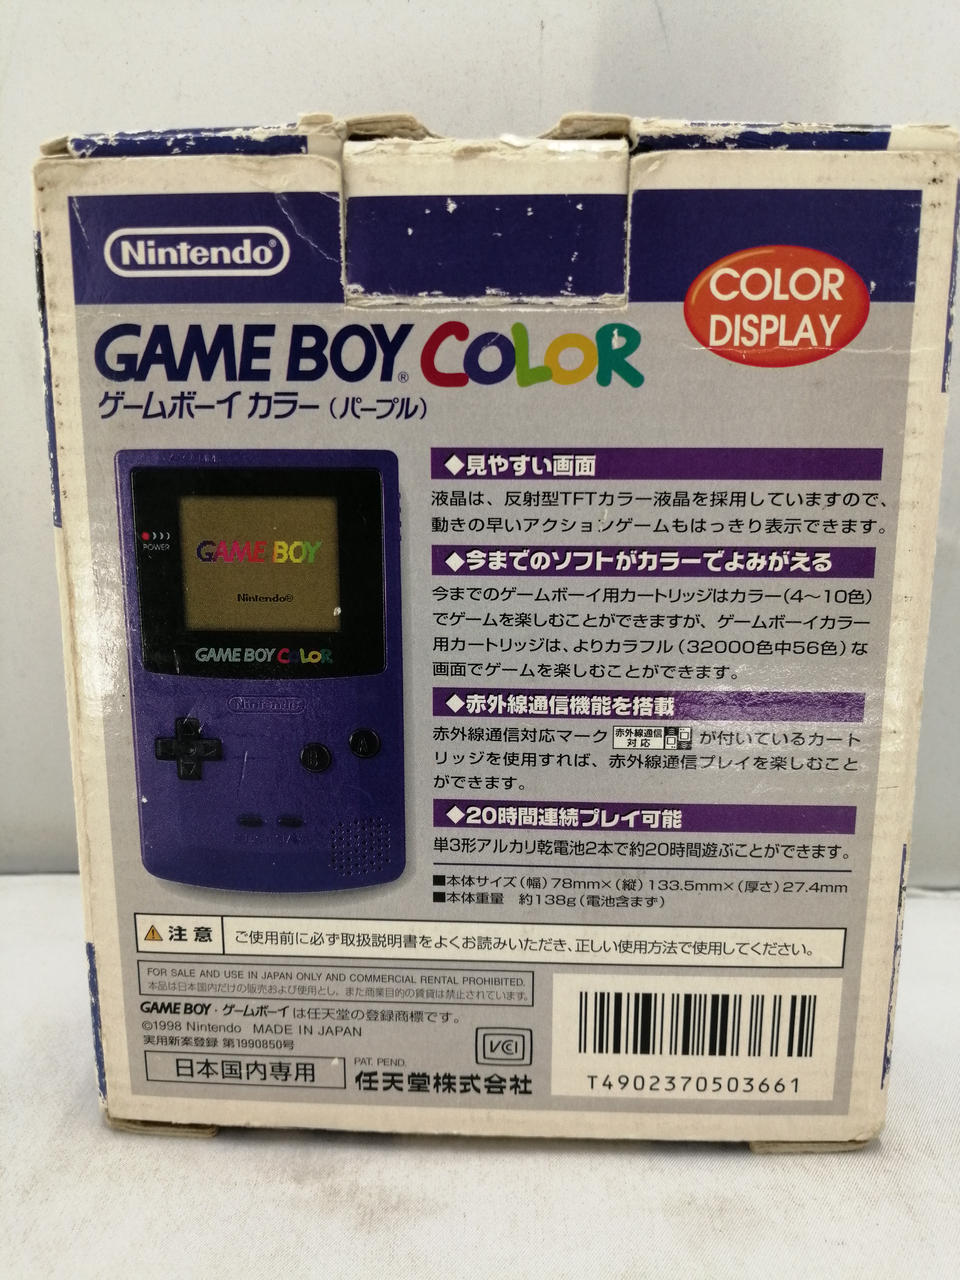 Nintendo®
COLOR
DISPLAY
GAME BOY® COLOR
ゲームボーイ カラー（パープル）
POWER
GAME BOY
Nintendo®
GAME BOY COLOR
Nintendo
B
A
◆見やすい画面
液晶は、反射型TFTカラー液晶を採用していますので、
動きの早いアクションゲームもはっきり表示できます。
◆今までのソフトがカラーでよみがえる
今までのゲームボーイ用カートリッジはカラー（4～10色）
でゲームを楽しむことができますが、ゲームボーイカラー
用カートリッジは、よりカラフル（32000色中56色）な
画面でゲームを楽しむことができます。
◆赤外線通信機能を搭載
赤外線通信対応マーク 赤外線通信対応 が付いているカート
リッジを使用すれば、赤外線通信プレイを楽しむこと
ができます。
◆20時間連続プレイ可能
単3形アルカリ乾電池2本で約20時間遊ぶことができます。
■本体サイズ（幅）78mm×（縦）133.5mm×（厚さ）27.4mm
■本体重量 約138g（電池含まず）
注意
ご使用前に必ず取扱説明書をよくお読みいただき、正しい使用方法で使用してください。
FOR SALE AND USE IN JAPAN ONLY AND COMMERCIAL RENTAL PROHIBITED.
本品は日本国内だけの販売および使用とし、また商業目的の賃貸は禁止されています。
GAME BOY・ゲームボーイは任天堂の登録商標です。
©1998 Nintendo MADE IN JAPAN
実用新案登録 第1990850号
VCI
日本国内専用
PAT. PEND.
任天堂株式会社
T4902370503661